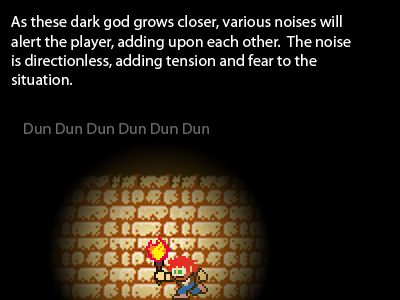 As these dark god grows closer, various noises will
alert the player, adding upon each other.  The noise
is directionless, adding tension and fear to the
situation.
Dun Dun Dun Dun Dun Dun